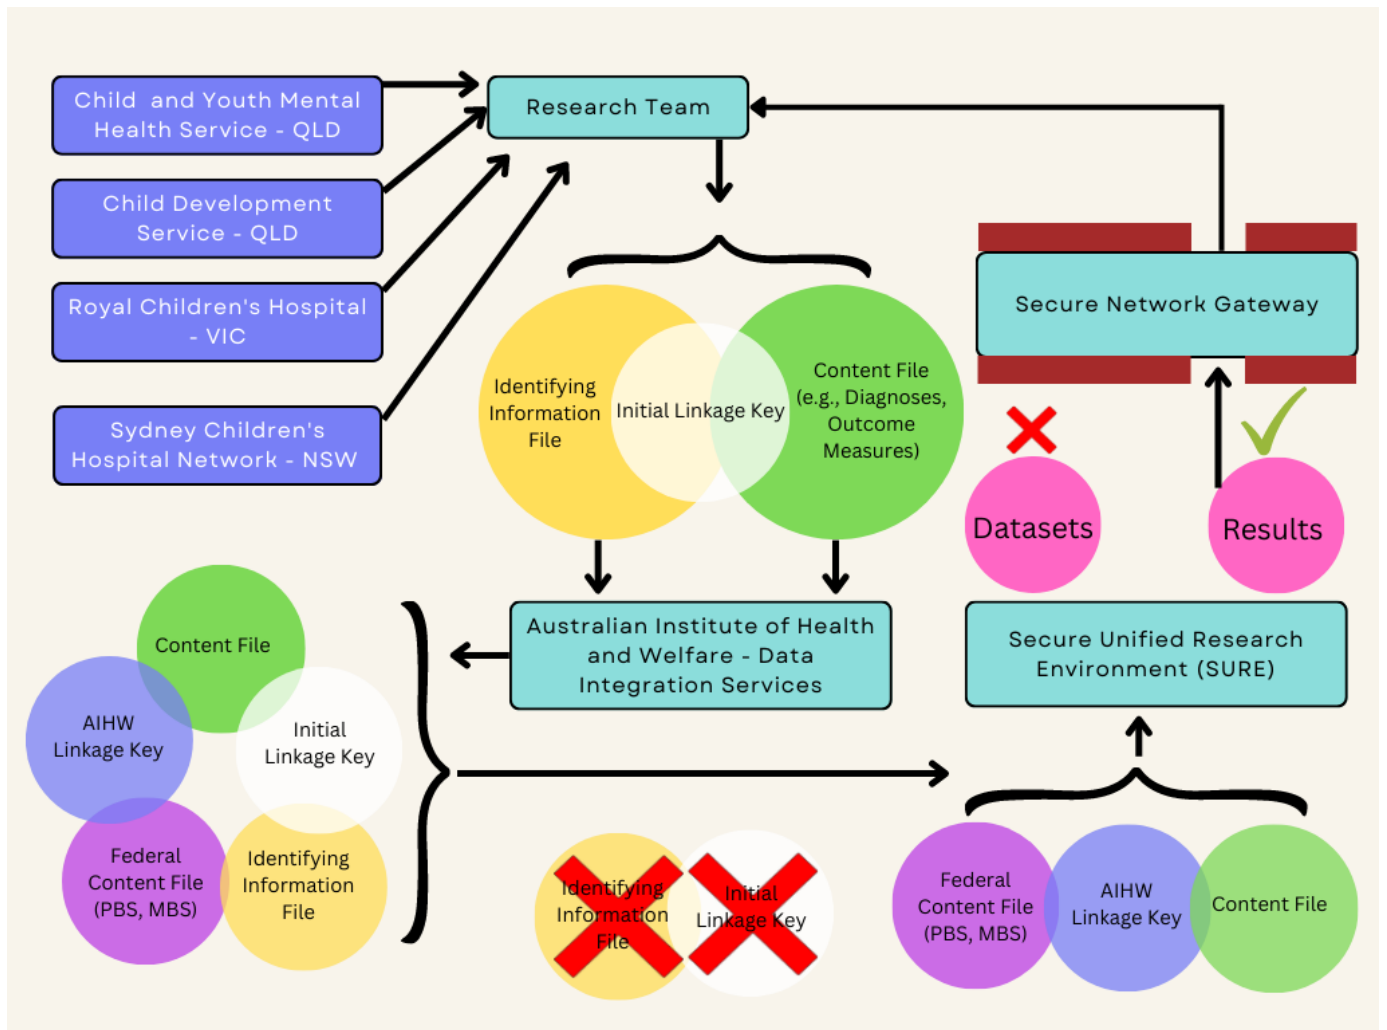 Child and Youth Mental
Health Service - QLD
Research Team
Child Development
Service - QLD
Royal Children's Hospital
- VIC
Sydney Children's
Hospital Network - NSW
Identifying
Information
File
Initial Linkage Key
Content File
(e.g., Diagnoses,
Outcome
Measures)
Secure Network Gateway
Datasets
Results
Australian Institute of Health
and Welfare - Data
Integration Services
Secure Unified Research
Environment (SURE)
Content File
AIHW
Linkage Key
Initial
Linkage Key
Federal
Content File
(PBS, MBS)
Identifying
Information
File
Identifying
Information
File
Initial
Linkage Key
Federal
Content File
(PBS, MBS)
AIHW
Linkage Key
Content File